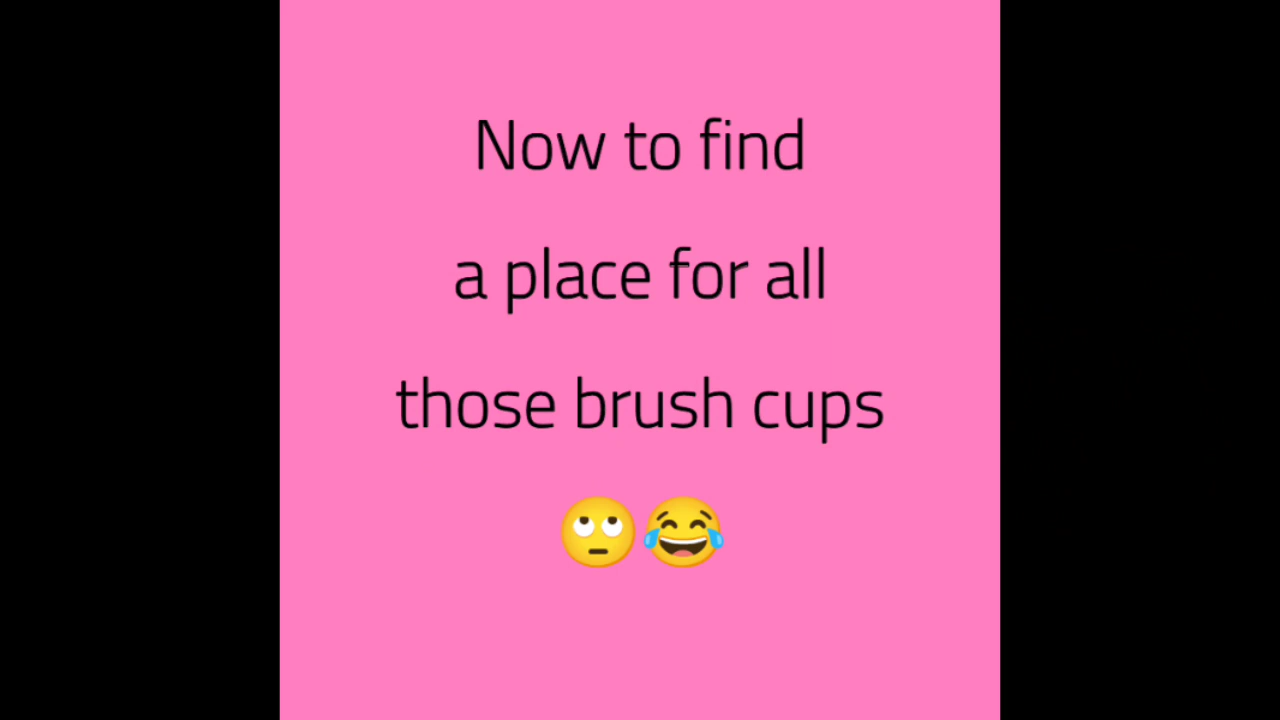 Now to find
a place for all
those brush cups
🙄😂